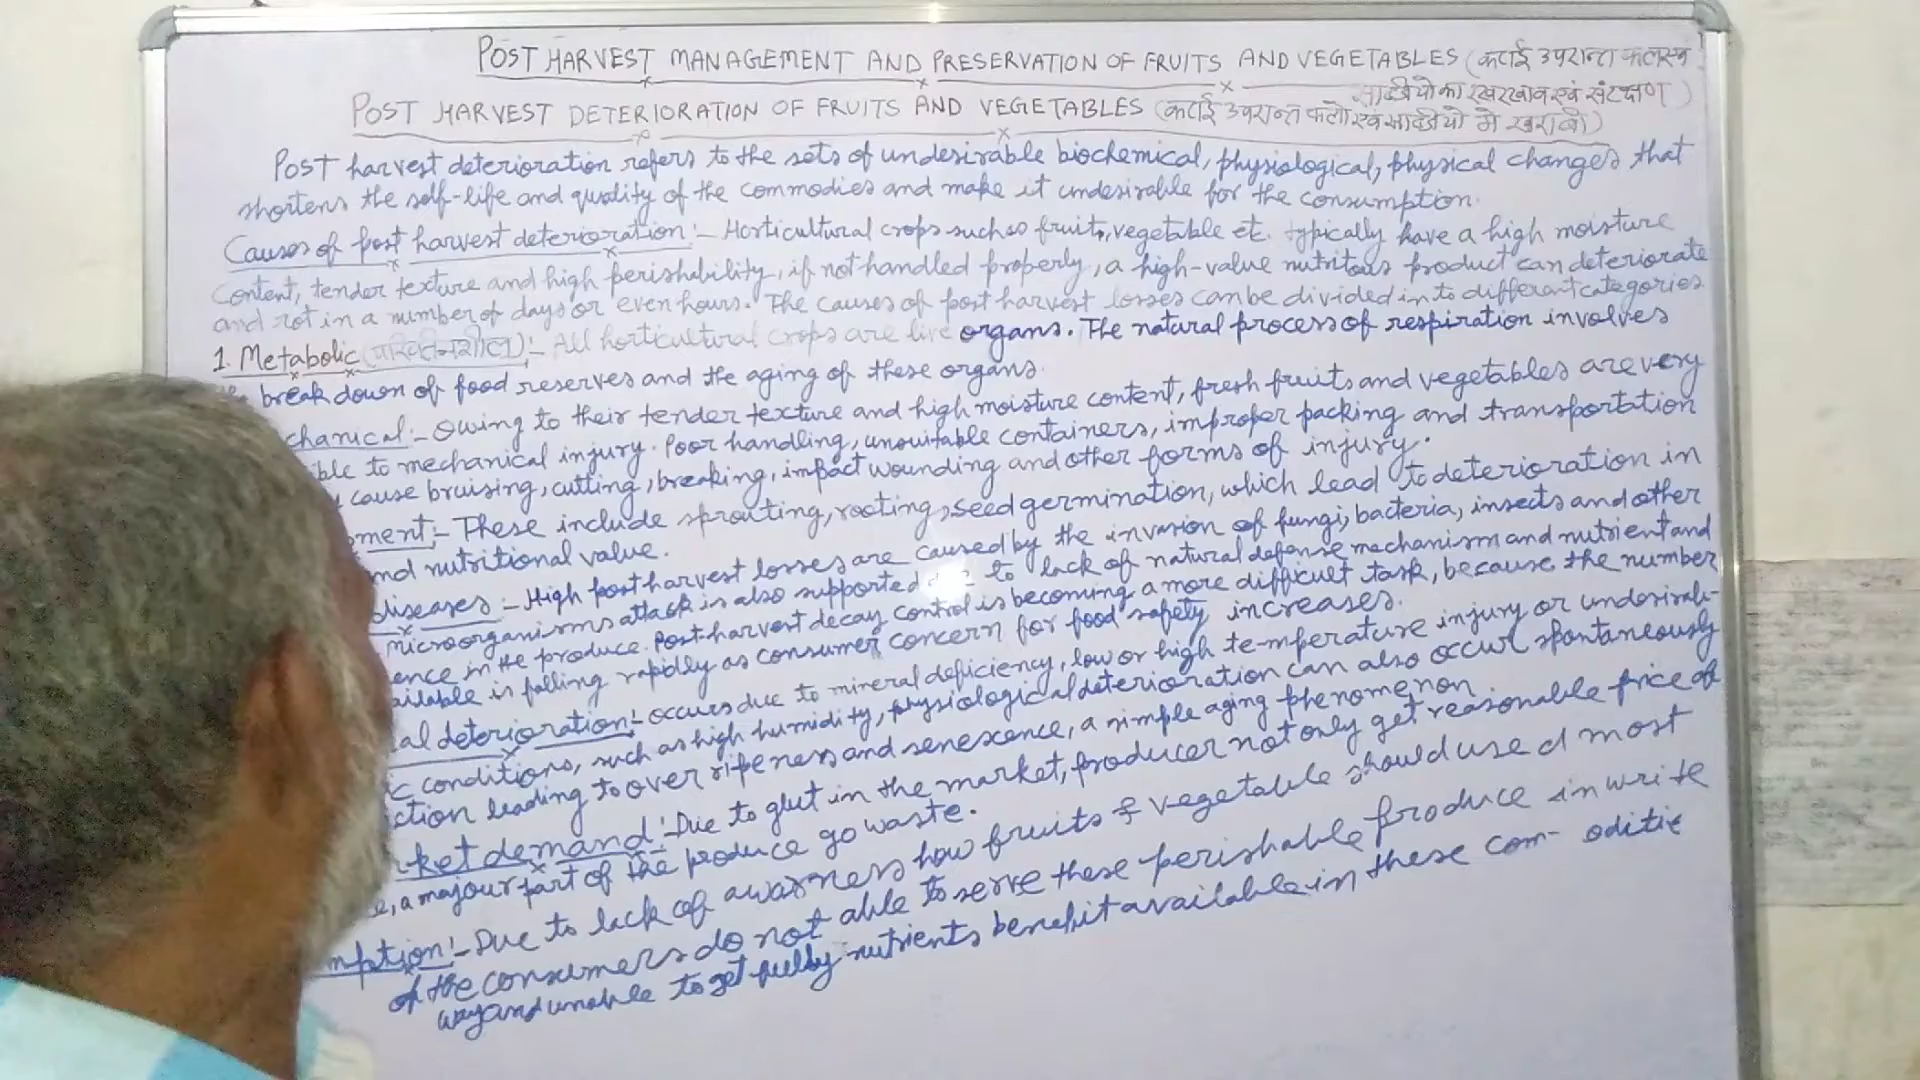 POST HARVEST MANAGEMENT AND PRESERVATION OF FRUITS AND VEGETABLES (कटाई उपरान्त फल एवं
सब्जियो का रखरखाव एवं संरक्षण)
POST HARVEST DETERIORATION OF FRUITS AND VEGETABLES (कटाई उपरान्त फलो एवं सब्जीयो मे खराबी)
Post harvest deterioration refers to the sets of undesirable biochemical, physiological, physical changes that
shortens the self-life and quality of the commodies and make it undesirable for the consumption.
Causes of post harvest deterioration:- Horticultural crops such as fruits, vegetable etc. typically have a high moisture
content, tender texture and high perishability, if not handled properly, a high-value nutritous product can deteriorate
and rot in a number of days or even hours. The causes of post harvest losses can be divided into different categories
1. Metabolic (परिवर्तनशील):- All horticultural crops are live organs. The natural process of respiration involves
break down of food reserves and the aging of these organs.
chanical:- Owing to their tender texture and high moisture content, fresh fruits and vegetables are very
ible to mechanical injury. Poor handling, unsuitable containers, improper packing and transportation
y cause bruising, cutting, breaking, impact wounding and other forms of injury.
ment:- These include sprouting, rooting, seed germination, which lead to deterioration in
nd nutritional value.
diseases:- High post harvest losses are caused by the invasion of fungi, bacteria, insects and other
microorganisms attack is also supported due to lack of natural defense mechanism and nutrient and
ence in the produce. Post harvest decay control is becoming a more difficult task, because the number
ailable is falling rapidly as consumer concern for food safety increases.
al deterioration:- occurs due to mineral deficiency, low or high te-mperature injury or undesirab-
ic conditions, such as high humidity, physiological deterioration can also occur spontaneously
ction leading to over ripeness and senescence, a simple aging phenomenon
ket demand:- Due to glut in the market, producer not only get reasonable price of
e, a majour part of the produce go waste.
mption:- Due to lack of awarness how fruits & vegetable should used most
of the consumers do not able to serve these perishable produce in write
way and unable to get fully nutrients benefit available in these com- oditie